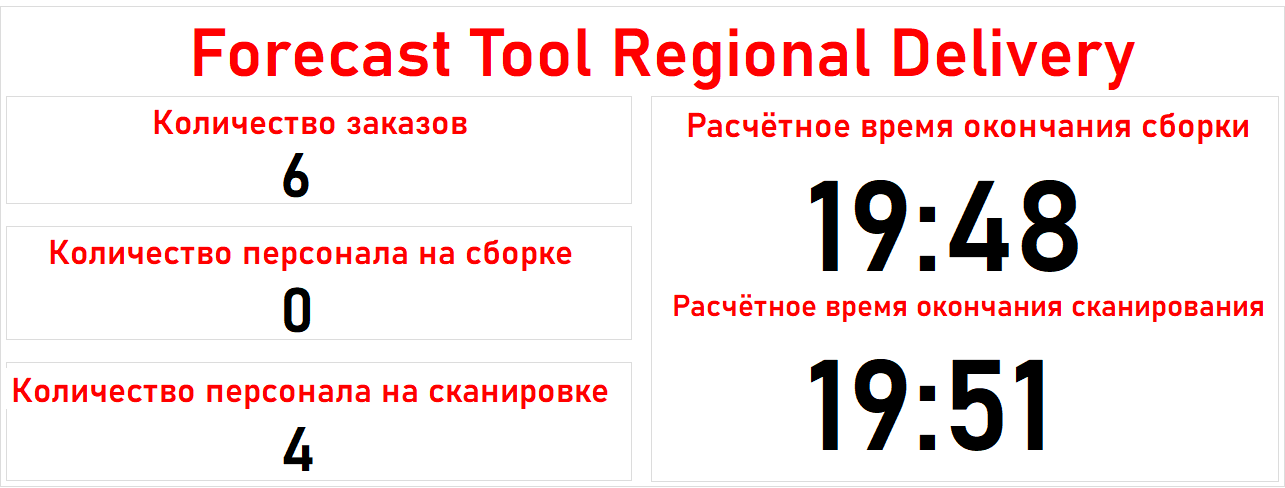 Forecast Tool Regional Delivery
Количество заказов
6
Количество персонала на сборке
0
Количество персонала на сканировке
4
Расчётное время окончания сборки
19:48
Расчётное время окончания сканирования
19:51